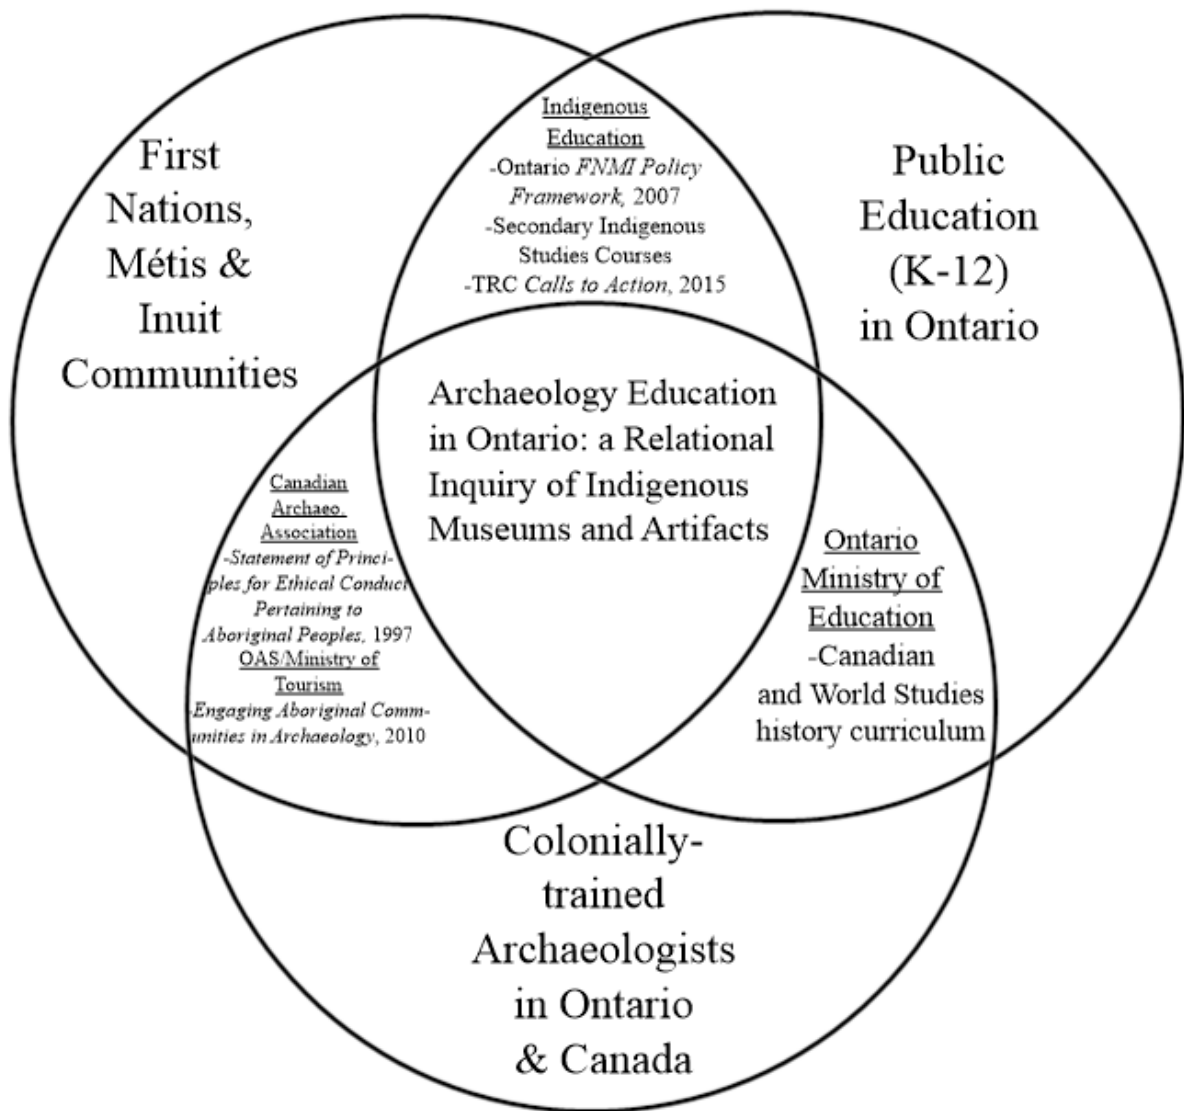 First
Nations,
Métis &
Inuit
Communities
Indigenous
Education
-Ontario FNMI Policy
Framework, 2007
-Secondary Indigenous
Studies Courses
-TRC Calls to Action, 2015
Public
Education
(K-12)
in Ontario
Archaeology Education
in Ontario: a Relational
Inquiry of Indigenous
Museums and Artifacts
Canadian
Archaeo.
Association
-Statement of Princi-
ples for Ethical Conduct
Pertaining to
Aboriginal Peoples, 1997
OAS/Ministry of
Tourism
-Engaging Aboriginal Comm-
unities in Archaeology, 2010
Ontario
Ministry of
Education
-Canadian
and World Studies
history curriculum
Colonially-
trained
Archaeologists
in Ontario
& Canada